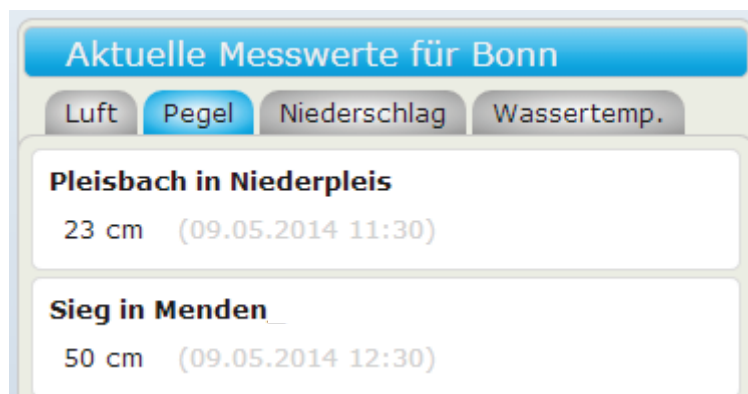 Aktuelle Messwerte für Bonn
Luft Pegel Niederschlag Wassertemp.
Pleisbach in Niederpleis
23 cm (09.05.2014 11:30)
Sieg in Menden_
50 cm (09.05.2014 12:30)